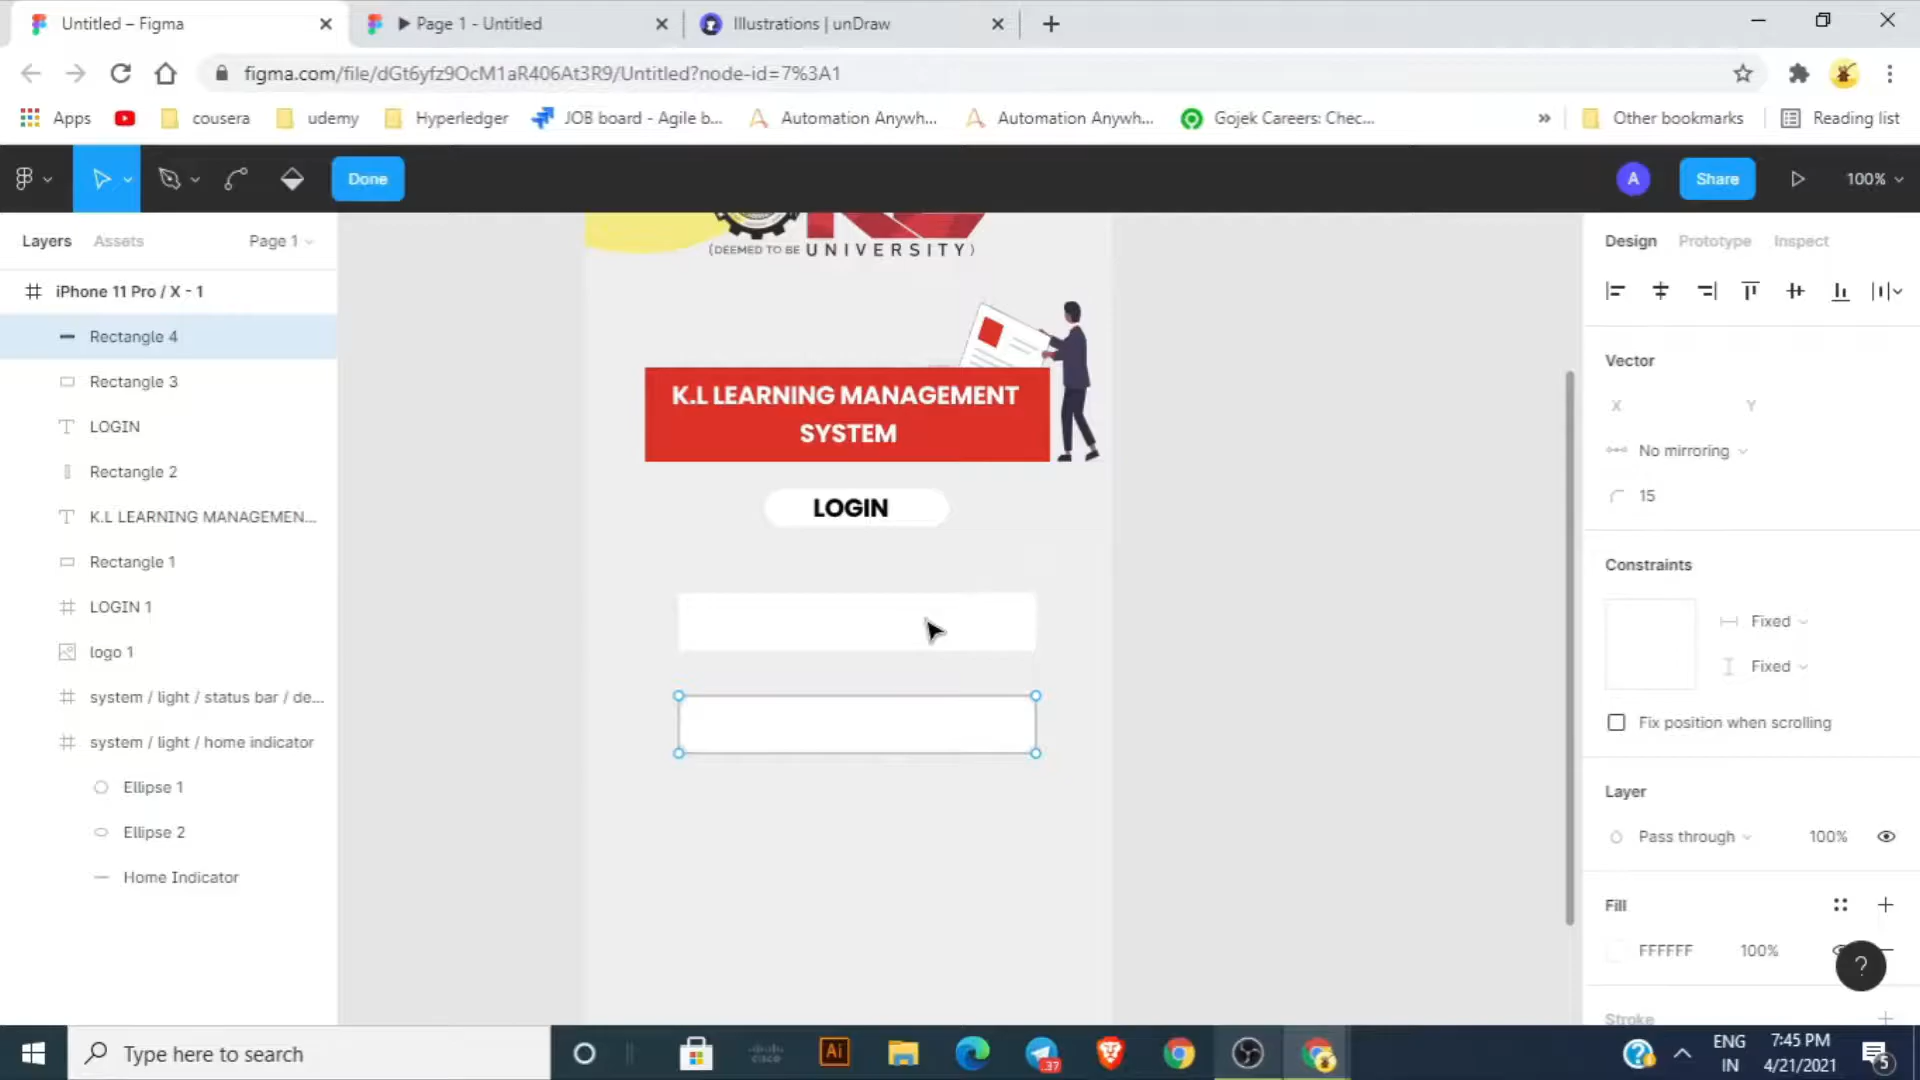 Untitled – Figma
Page 1 - Untitled
Illustrations | unDraw
figma.com/file/dGt6yfz9OcM1aR406At3R9/Untitled?node-id=7%3A1
Apps
cousera
udemy
Hyperledger
JOB board - Agile b...
Automation Anywh...
Automation Anywh...
Gojek Careers: Chec...
»
Other bookmarks
Reading list
Done
A
Share
100%
Layers
Assets
Page 1
Design
Prototype
Inspect
iPhone 11 Pro / X - 1
Rectangle 4
Rectangle 3
LOGIN
Rectangle 2
K.L LEARNING MANAGEMEN...
Rectangle 1
LOGIN 1
logo 1
system / light / status bar / de...
system / light / home indicator
Ellipse 1
Ellipse 2
Home Indicator
(DEEMED TO BE UNIVERSITY)
K.L LEARNING MANAGEMENT
SYSTEM
LOGIN
Vector
X
Y
No mirroring
15
Constraints
Fixed
Fixed
Fix position when scrolling
Layer
Pass through
100%
Fill
FFFFFF
100%
?
Stroke
Type here to search
Ai
37
ENG
IN
7:45 PM
4/21/2021
5